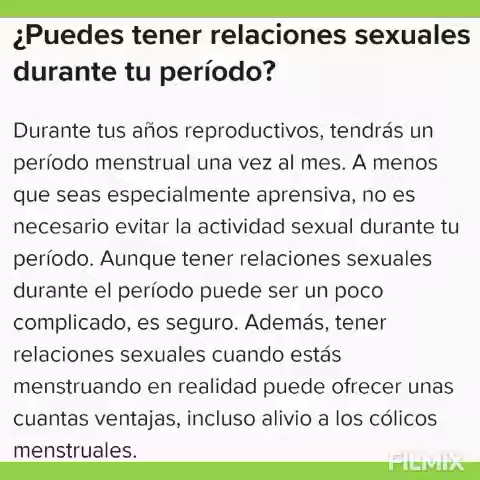 ¿Puedes tener relaciones sexuales
durante tu período?
Durante tus años reproductivos, tendrás un
período menstrual una vez al mes. A menos
que seas especialmente aprensiva, no es
necesario evitar la actividad sexual durante tu
período. Aunque tener relaciones sexuales
durante el período puede ser un poco
complicado, es seguro. Además, tener
relaciones sexuales cuando estás
menstruando en realidad puede ofrecer unas
cuantas ventajas, incluso alivio a los cólicos
menstruales.
FILMIX